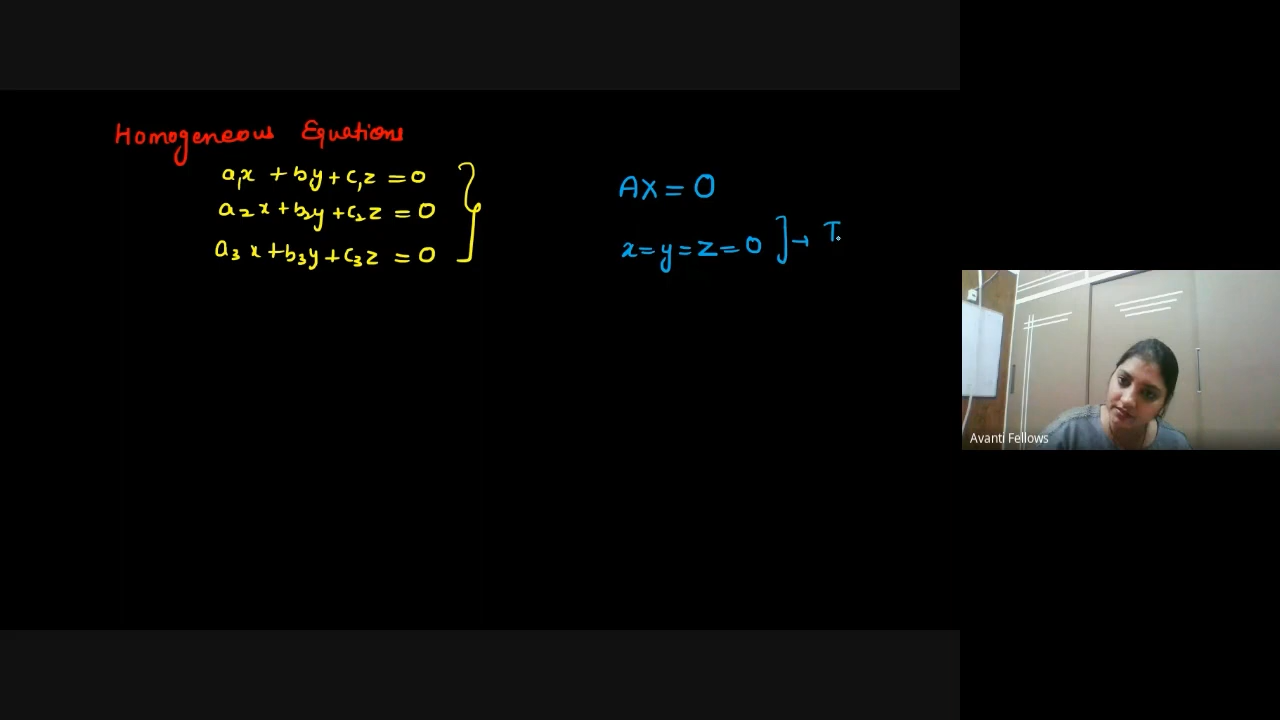 Homogeneous Equations
a₁x + b₁y + c₁z = 0
a₂x + b₂y + c₂z = 0
a₃x + b₃y + c₃z = 0
AX = O
x = y = z = 0 ] → T
Avanti Fellows